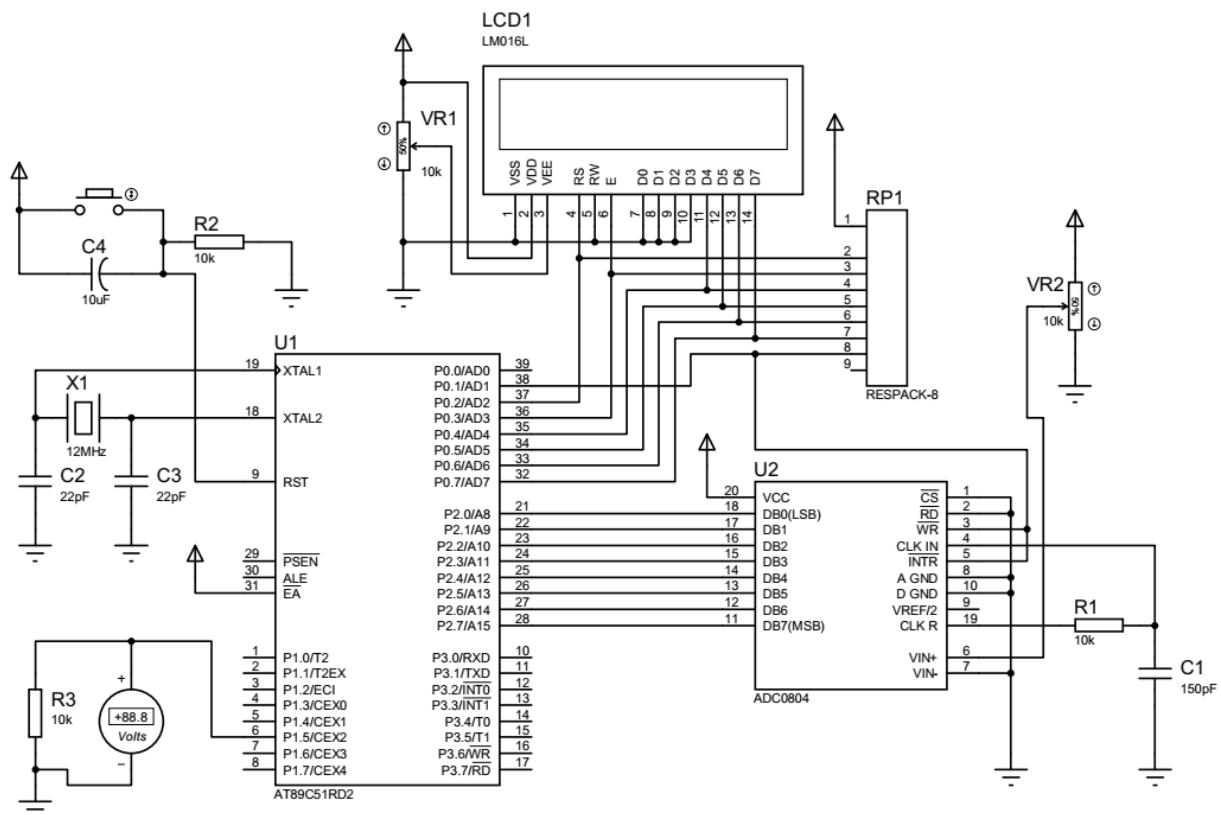 LCD1
LM016L
VR1
50%
10k
VSS
VDD
VEE
RS
RW
E
D0
D1
D2
D3
D4
D5
D6
D7
1
2
3
4
5
6
7
8
9
10
11
12
13
14
RP1
1
2
3
4
5
6
7
8
9
RESPACK-8
VR2
50%
10k
R2
10k
C4
10uF
X1
12MHz
C2
22pF
C3
22pF
U1
19 XTAL1
18 XTAL2
9 RST
29 PSEN
30 ALE
31 EA
1 P1.0/T2
2 P1.1/T2EX
3 P1.2/ECI
4 P1.3/CEX0
5 P1.4/CEX1
6 P1.5/CEX2
7 P1.6/CEX3
8 P1.7/CEX4
P0.0/AD0 39
P0.1/AD1 38
P0.2/AD2 37
P0.3/AD3 36
P0.4/AD4 35
P0.5/AD5 34
P0.6/AD6 33
P0.7/AD7 32
P2.0/A8 21
P2.1/A9 22
P2.2/A10 23
P2.3/A11 24
P2.4/A12 25
P2.5/A13 26
P2.6/A14 27
P2.7/A15 28
P3.0/RXD 10
P3.1/TXD 11
P3.2/INT0 12
P3.3/INT1 13
P3.4/T0 14
P3.5/T1 15
P3.6/WR 16
P3.7/RD 17
AT89C51RD2
R3
10k
+
+88.8
Volts
−
U2
20 VCC
18 DB0(LSB)
17 DB1
16 DB2
15 DB3
14 DB4
13 DB5
12 DB6
11 DB7(MSB)
CS 1
RD 2
WR 3
CLK IN 4
INTR 5
A GND 8
D GND 10
VREF/2 9
CLK R 19
VIN+ 6
VIN- 7
ADC0804
R1
10k
C1
150pF